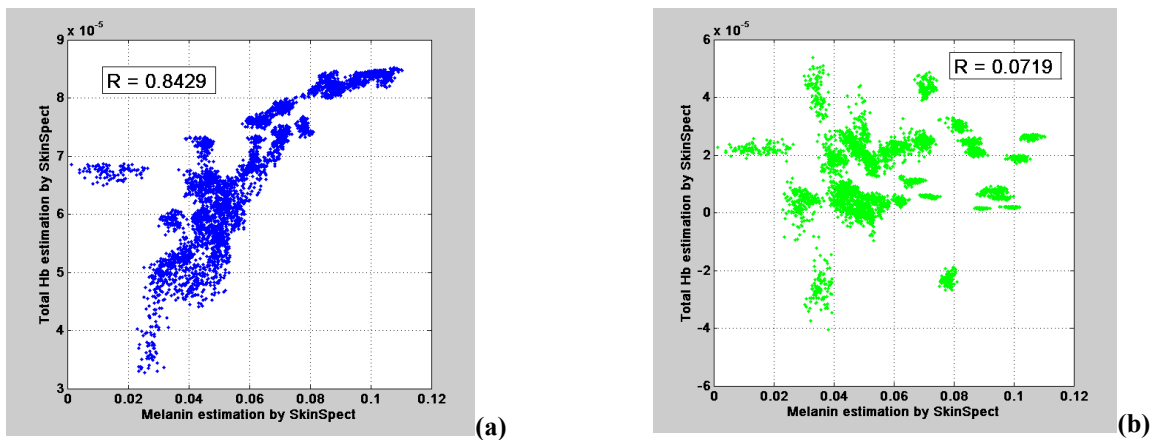 x 10⁻⁵
9
8
7
6
5
4
3
R = 0.8429
Total Hb estimation by SkinSpect
0 0.02 0.04 0.06 0.08 0.1 0.12
Melanin estimation by SkinSpect
(a)
x 10⁻⁵
6
4
2
0
-2
-4
-6
R = 0.0719
Total Hb estimation by SkinSpect
0 0.02 0.04 0.06 0.08 0.1 0.12
Melanin estimation by SkinSpect
(b)